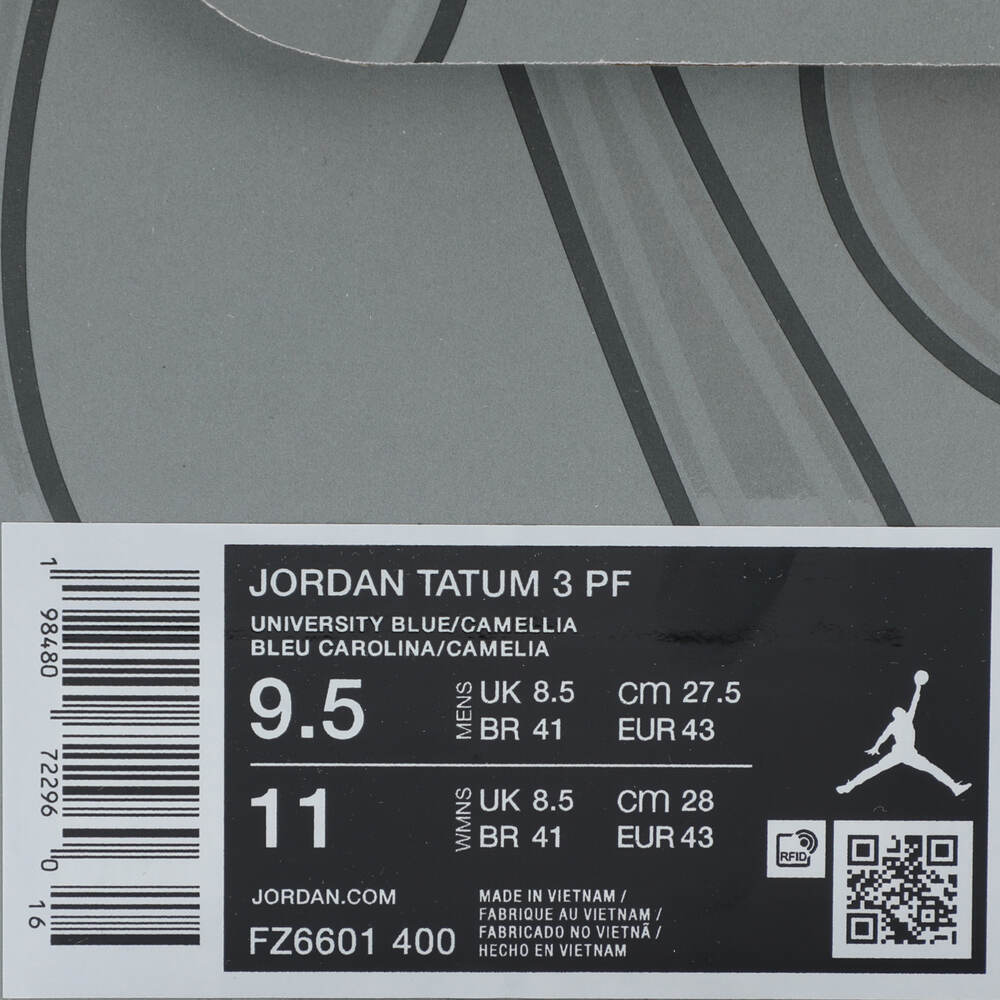 JORDAN TATUM 3 PF
UNIVERSITY BLUE/CAMELLIA
BLEU CAROLINA/CAMELIA
9.5 MENS UK 8.5 cm 27.5
BR 41 EUR 43
11 WMNS UK 8.5 cm 28
BR 41 EUR 43
RFID
JORDAN.COM
FZ6601 400
MADE IN VIETNAM /
FABRIQUE AU VIETNAM /
FABRICADO NO VIETNÃ /
HECHO EN VIETNAM
1 98480 72296 0 16